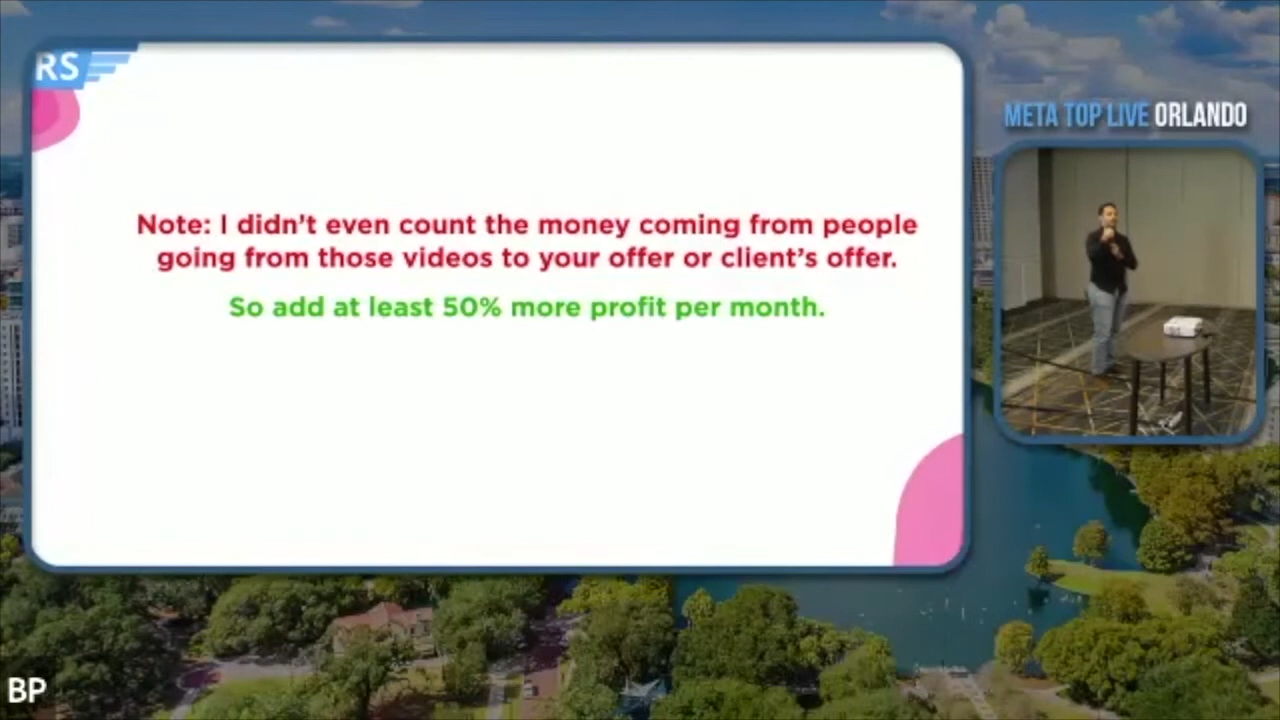 RS
META TOP LIVE ORLANDO
Note: I didn't even count the money coming from people
going from those videos to your offer or client's offer.
So add at least 50% more profit per month.
BP